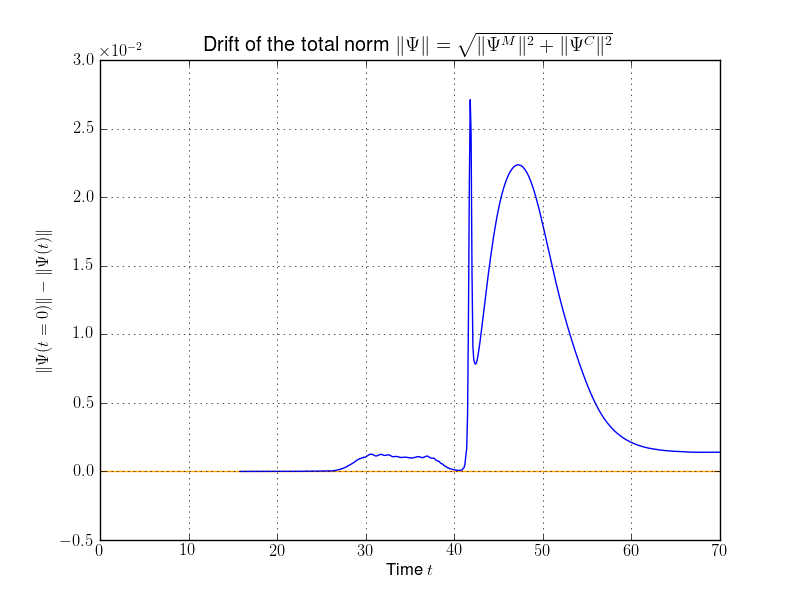 Drift of the total norm ‖Ψ‖ = √‖Ψ^M‖² + ‖Ψ^C‖²
×10⁻²
3.0
2.5
2.0
1.5
1.0
0.5
0.0
−0.5
‖Ψ(t = 0)‖ − ‖Ψ(t)‖
0 10 20 30 40 50 60 70
Time t